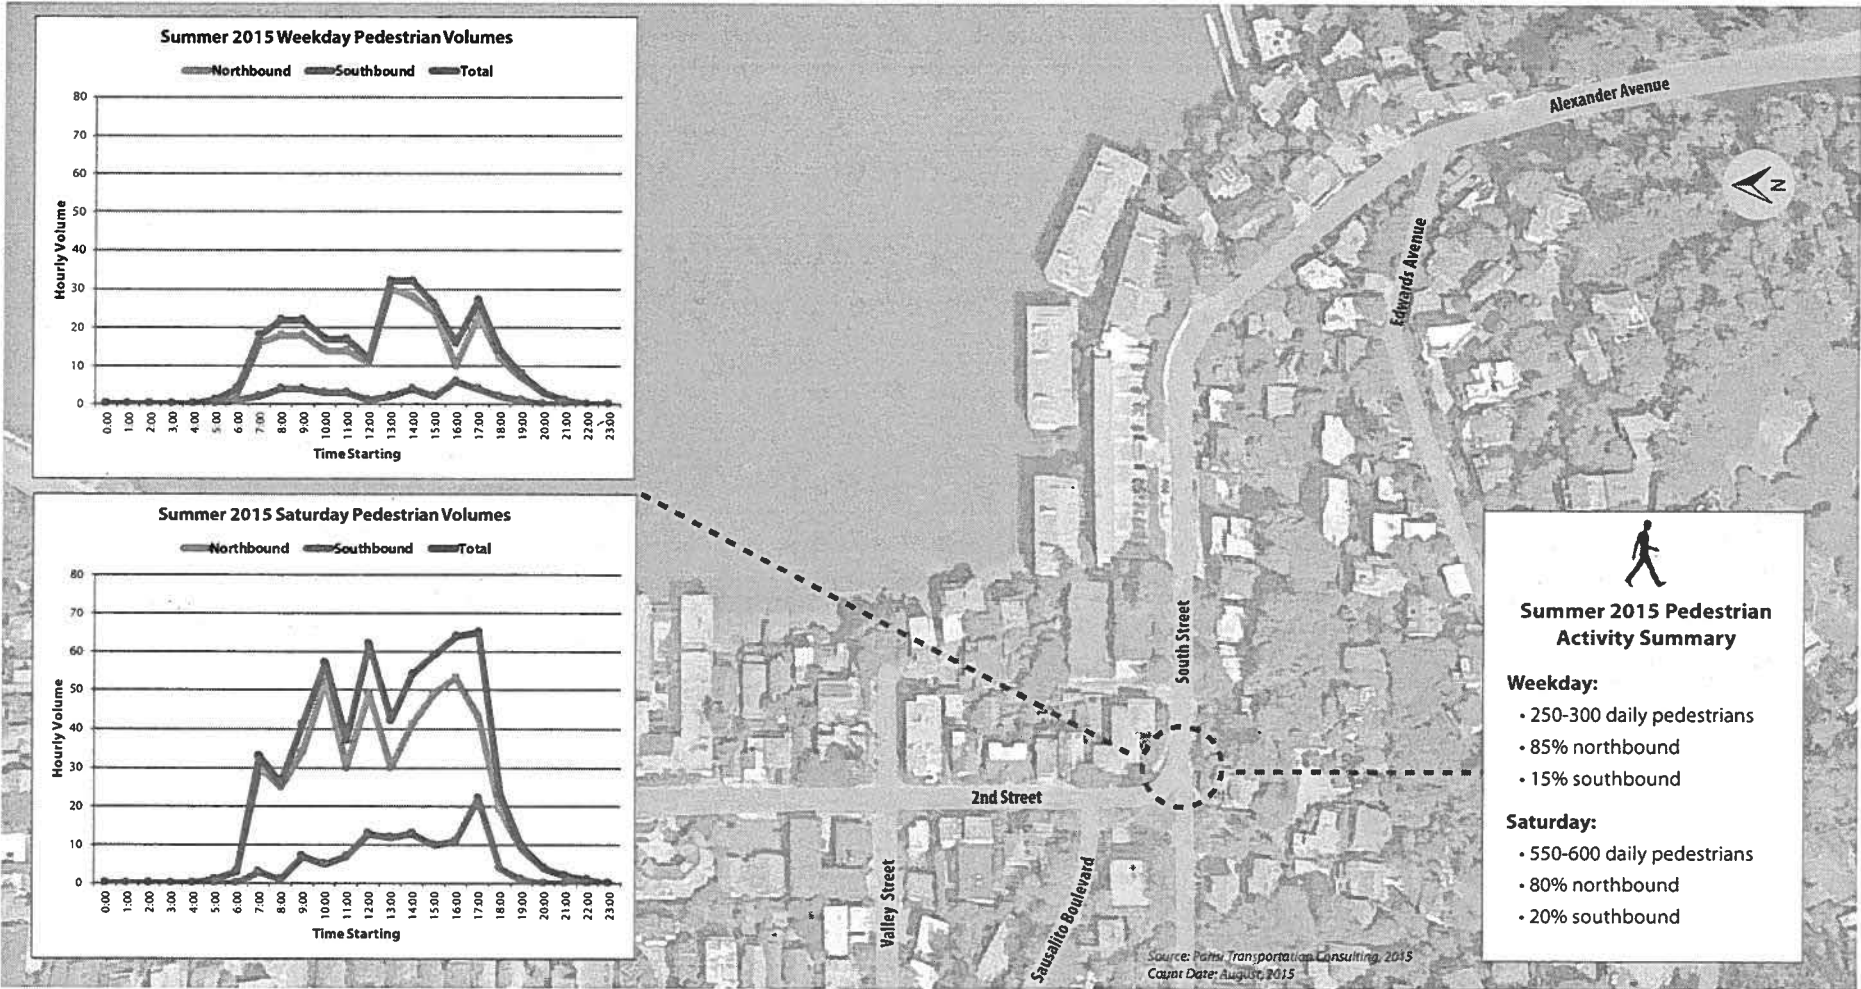 Summer 2015 Weekday Pedestrian Volumes
Northbound Southbound Total
80
70
60
50
40
30
20
10
0
Hourly Volume
0:00 1:00 2:00 3:00 4:00 5:00 6:00 7:00 8:00 9:00 10:00 11:00 12:00 13:00 14:00 15:00 16:00 17:00 18:00 19:00 20:00 21:00 22:00 23:00
Time Starting
Summer 2015 Saturday Pedestrian Volumes
Northbound Southbound Total
80
70
60
50
40
30
20
10
0
Hourly Volume
0:00 1:00 2:00 3:00 4:00 5:00 6:00 7:00 8:00 9:00 10:00 11:00 12:00 13:00 14:00 15:00 16:00 17:00 18:00 19:00 20:00 21:00 22:00 23:00
Time Starting
Alexander Avenue
N
Edwards Avenue
South Street
2nd Street
Valley Street
Sausalito Boulevard
Summer 2015 Pedestrian
Activity Summary
Weekday:
• 250-300 daily pedestrians
• 85% northbound
• 15% southbound
Saturday:
• 550-600 daily pedestrians
• 80% northbound
• 20% southbound
Source: Parisi Transportation Consulting, 2015
Count Date: August, 2015